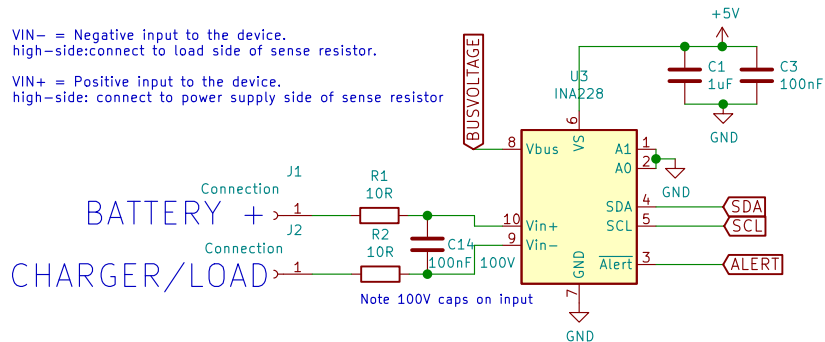 VIN- = Negative input to the device.
high-side:connect to load side of sense resistor.
VIN+ = Positive input to the device.
high-side: connect to power supply side of sense resistor
+5V
C1
1uF
C3
100nF
GND
BUSVOLTAGE
U3
INA228
6
VS
8
Vbus
A1
1
A0
2
GND
J1
Connection
BATTERY +
1
R1
10R
10
Vin+
SDA
4
SDA
SCL
5
SCL
J2
Connection
CHARGER/LOAD
1
R2
10R
C14
100nF 100V
9
Vin-
GND
7
Alert
3
ALERT
Note 100V caps on input
GND